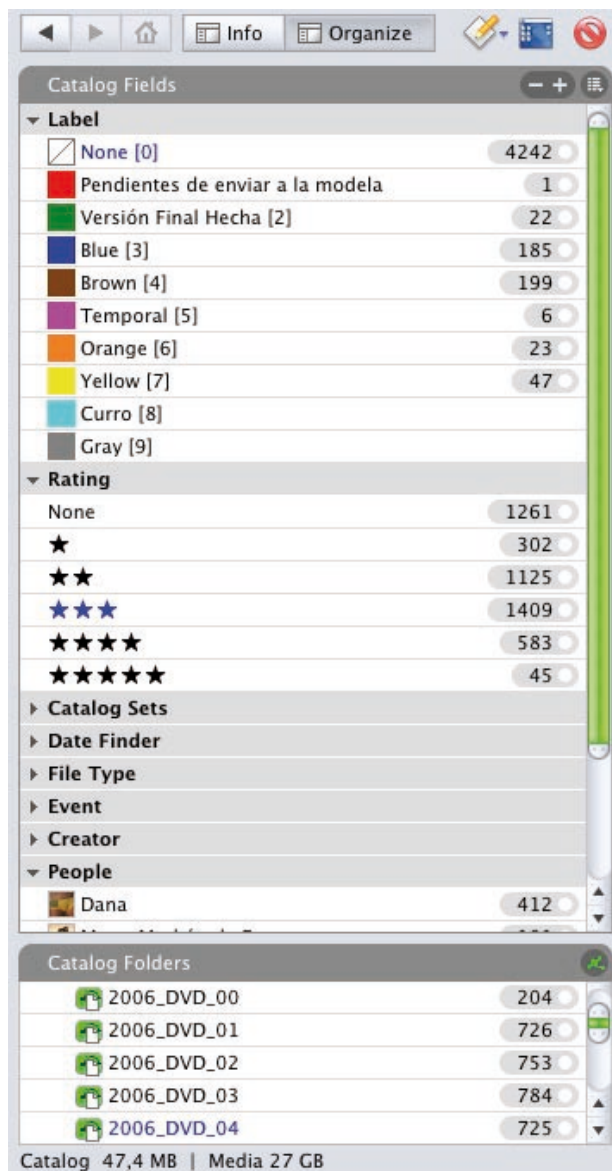 Info Organize
Catalog Fields
Label
None [0] 4242
Pendientes de enviar a la modela 1
Versión Final Hecha [2] 22
Blue [3] 185
Brown [4] 199
Temporal [5] 6
Orange [6] 23
Yellow [7] 47
Curro [8]
Gray [9]
Rating
None 1261
★ 302
★★ 1125
★★★ 1409
★★★★ 583
★★★★★ 45
Catalog Sets
Date Finder
File Type
Event
Creator
People
Dana 412
Catalog Folders
2006_DVD_00 204
2006_DVD_01 726
2006_DVD_02 753
2006_DVD_03 784
2006_DVD_04 725
Catalog 47,4 MB | Media 27 GB